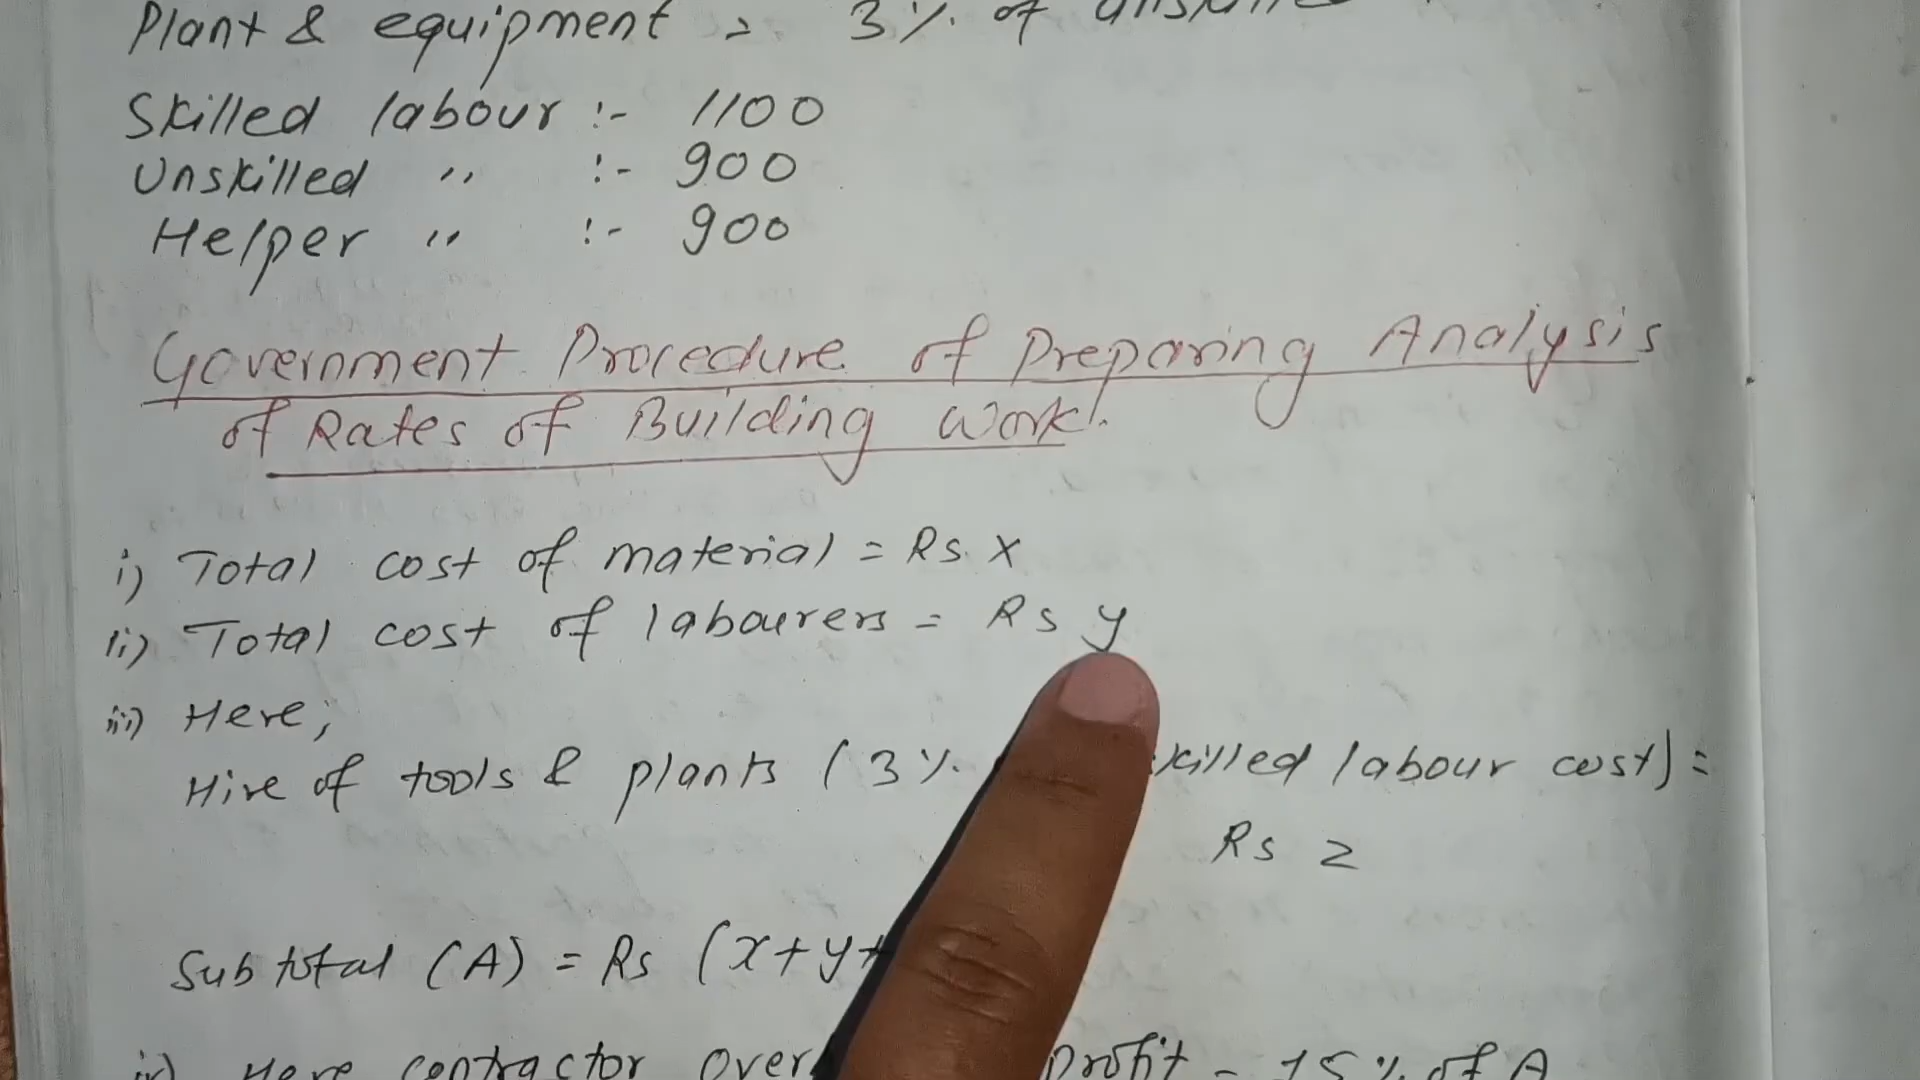 Plant & equipment = 3% of
Skilled labour :- 1100
Unskilled " :- 900
Helper " :- 900
Government Procedure of Preparing Analysis
of Rates of Building Work.
i) Total cost of material = Rs. X
ii) Total cost of labourers = Rs y
iii) Here;
Hire of tools & plants (3% killed labour cost) =
Rs z
Sub total (A) = Rs (x+y+
iv) Here contractor over profit - 15% of A